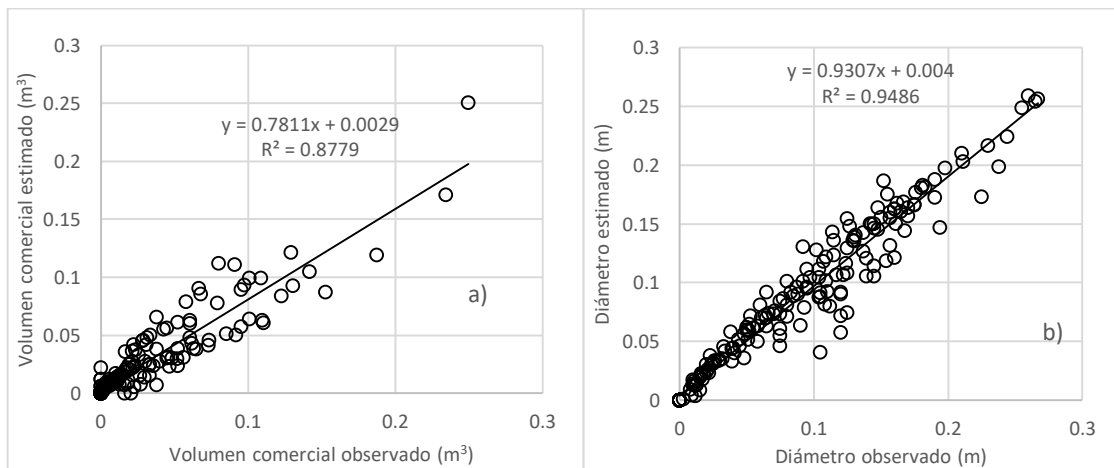 0.3
0.25
0.2
0.15
0.1
0.05
0
Volumen comercial estimado (m³)
y = 0.7811x + 0.0029
R² = 0.8779
a)
0
0.1
0.2
0.3
Volumen comercial observado (m³)
0.3
0.25
0.2
0.15
0.1
0.05
0
Diámetro estimado (m)
y = 0.9307x + 0.004
R² = 0.9486
b)
0
0.1
0.2
0.3
Diámetro observado (m)